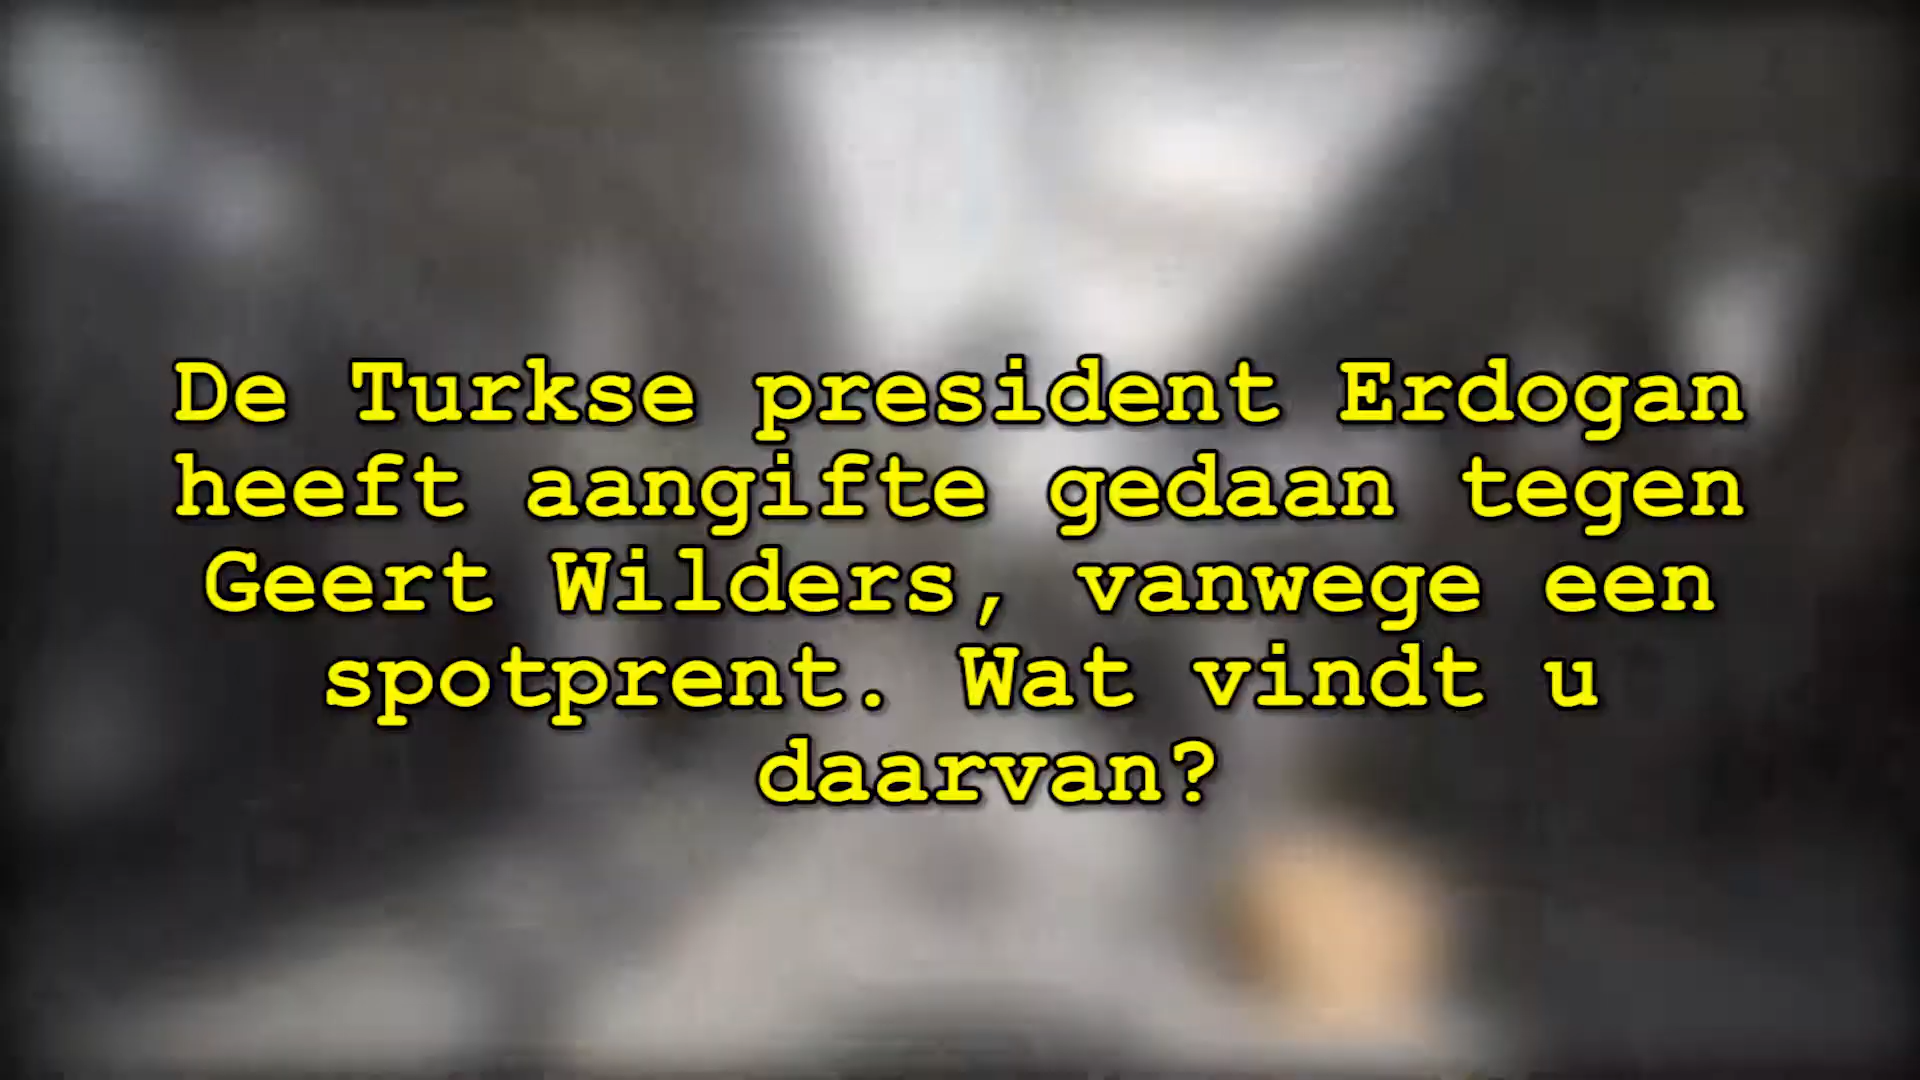 De Turkse president Erdogan
heeft aangifte gedaan tegen
Geert Wilders, vanwege een
spotprent. Wat vindt u
daarvan?